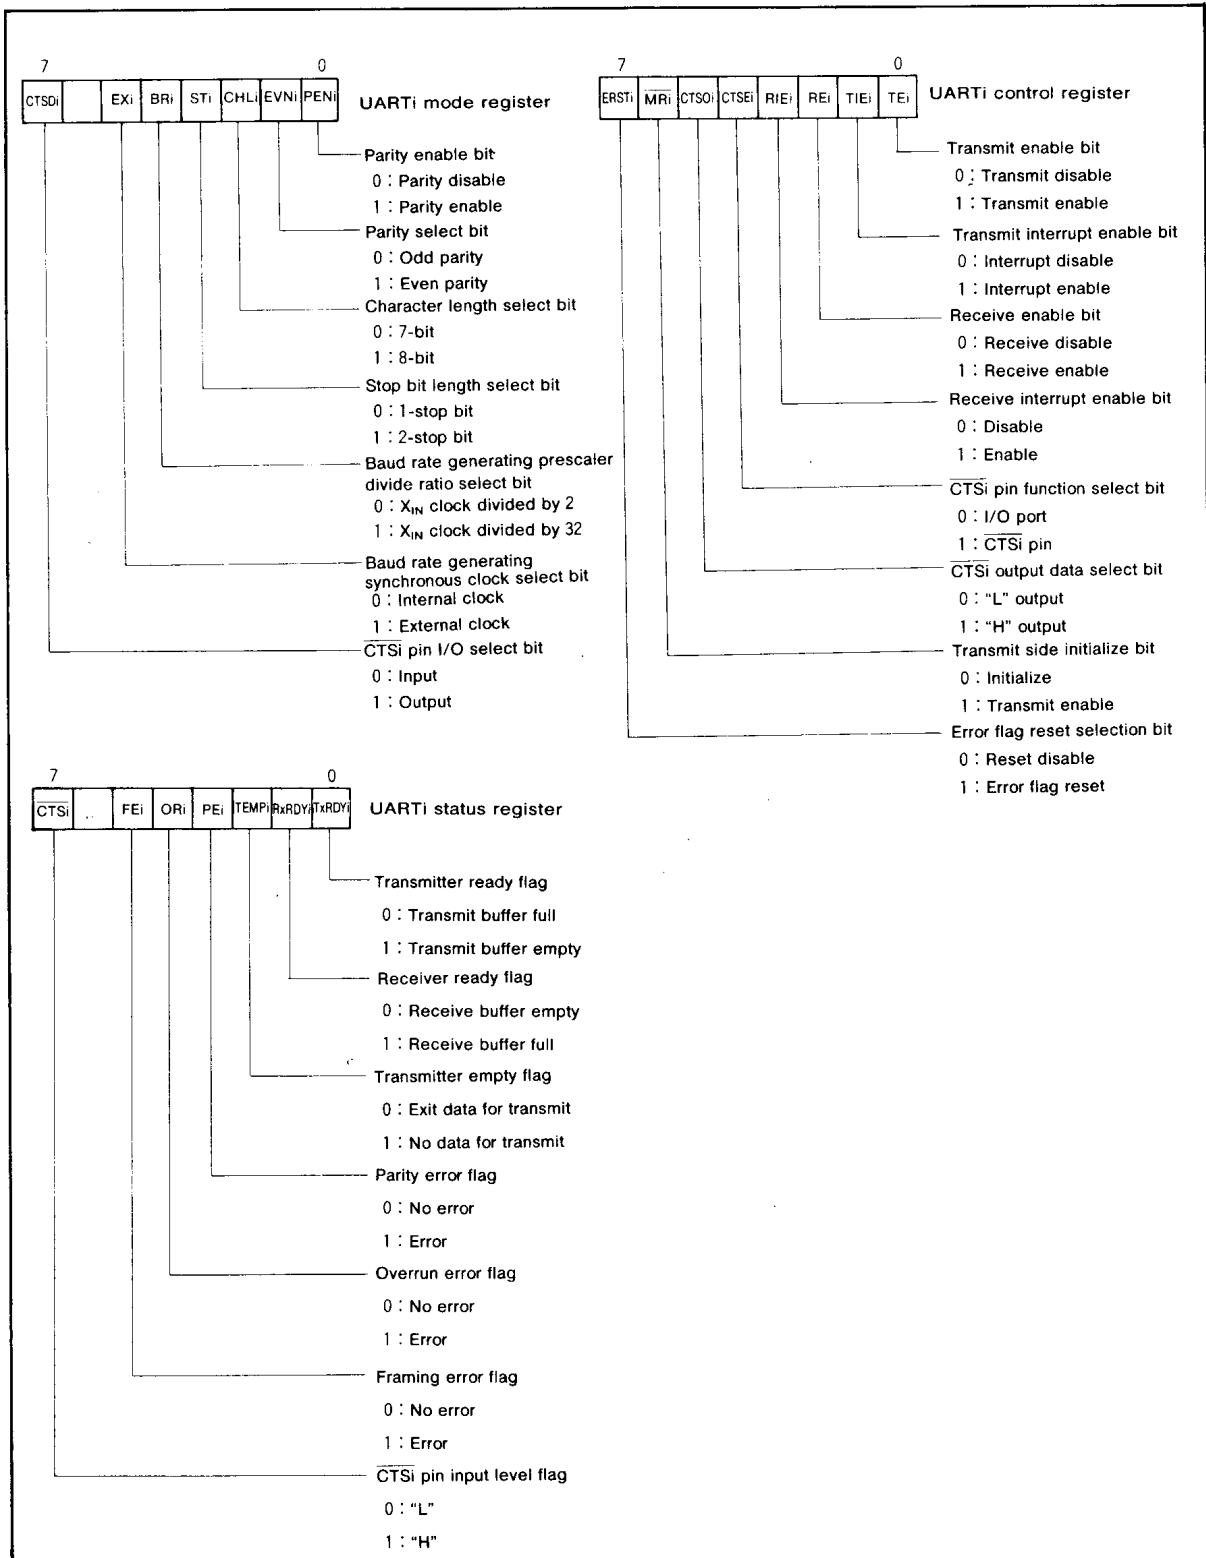 7 0
CTSDi EXi BRi STi CHLi EVNi PENi UARTi mode register
Parity enable bit
0 : Parity disable
1 : Parity enable
Parity select bit
0 : Odd parity
1 : Even parity
Character length select bit
0 : 7-bit
1 : 8-bit
Stop bit length select bit
0 : 1-stop bit
1 : 2-stop bit
Baud rate generating prescaler
divide ratio select bit
0 : XIN clock divided by 2
1 : XIN clock divided by 32
Baud rate generating
synchronous clock select bit
0 : Internal clock
1 : External clock
C̅T̅S̅i pin I/O select bit
0 : Input
1 : Output
7 0
ERSTi M̅R̅i CTSOi CTSEi RIEi REi TIEi TEi UARTi control register
Transmit enable bit
0 : Transmit disable
1 : Transmit enable
Transmit interrupt enable bit
0 : Interrupt disable
1 : Interrupt enable
Receive enable bit
0 : Receive disable
1 : Receive enable
Receive interrupt enable bit
0 : Disable
1 : Enable
C̅T̅S̅i pin function select bit
0 : I/O port
1 : C̅T̅S̅i pin
C̅T̅S̅i output data select bit
0 : “L” output
1 : “H” output
Transmit side initialize bit
0 : Initialize
1 : Transmit enable
Error flag reset selection bit
0 : Reset disable
1 : Error flag reset
7 0
C̅T̅S̅i FEi ORi PEi TEMPi RxRDYi TxRDYi UARTi status register
Transmitter ready flag
0 : Transmit buffer full
1 : Transmit buffer empty
Receiver ready flag
0 : Receive buffer empty
1 : Receive buffer full
Transmitter empty flag
0 : Exit data for transmit
1 : No data for transmit
Parity error flag
0 : No error
1 : Error
Overrun error flag
0 : No error
1 : Error
Framing error flag
0 : No error
1 : Error
C̅T̅S̅i pin input level flag
0 : “L”
1 : “H”